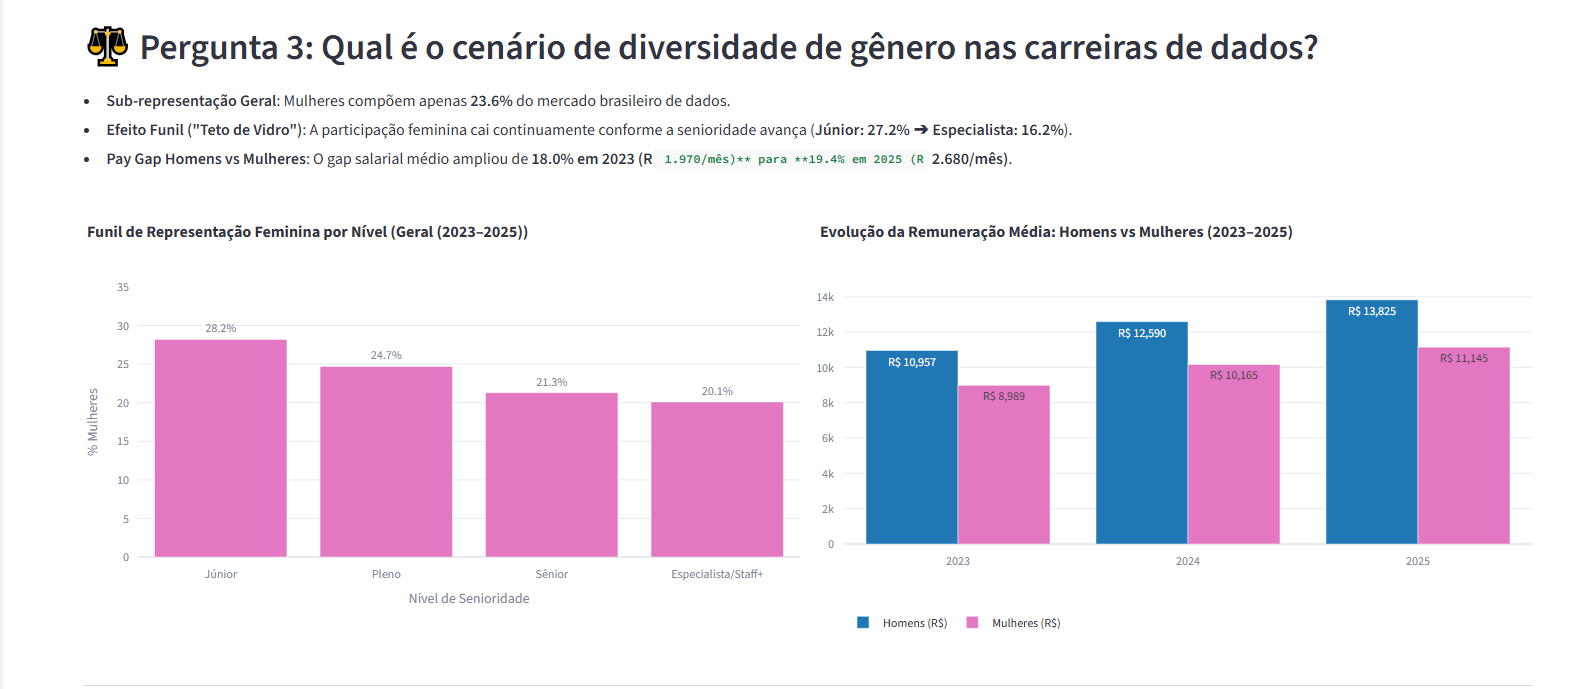 Pergunta 3: Qual é o cenário de diversidade de gênero nas carreiras de dados?
• Sub-representação Geral: Mulheres compõem apenas 23.6% do mercado brasileiro de dados.
• Efeito Funil ("Teto de Vidro"): A participação feminina cai continuamente conforme a senioridade avança (Júnior: 27.2% ➔ Especialista: 16.2%).
• Pay Gap Homens vs Mulheres: O gap salarial médio ampliou de 18.0% em 2023 (R 1.970/mês)** para **19.4% em 2025 (R 2.680/mês).
Funil de Representação Feminina por Nível (Geral (2023–2025))
35
30
25
20
15
10
5
0
% Mulheres
28.2%
24.7%
21.3%
20.1%
Júnior
Pleno
Sênior
Especialista/Staff+
Nível de Senioridade
Evolução da Remuneração Média: Homens vs Mulheres (2023–2025)
14k
12k
10k
8k
6k
4k
2k
0
R$ 10,957
R$ 8,989
R$ 12,590
R$ 10,165
R$ 13,825
R$ 11,145
2023
2024
2025
Homens (R$)
Mulheres (R$)